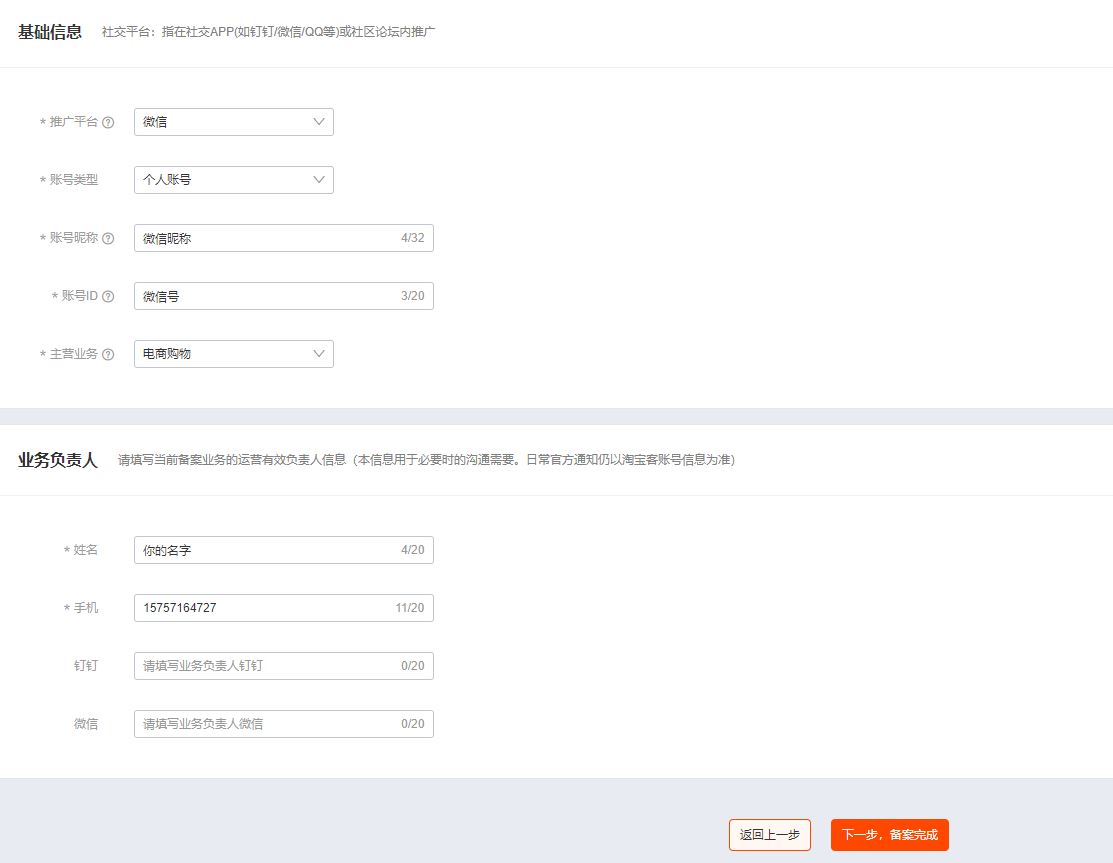 基础信息 社交平台：指在社交APP(如钉钉/微信/QQ等)或社区论坛内推广
* 推广平台 ? 微信
* 账号类型 个人账号
* 账号昵称 ? 微信昵称 4/32
* 账号ID ? 微信号 3/20
* 主营业务 ? 电商购物
业务负责人 请填写当前备案业务的运营有效负责人信息（本信息用于必要时的沟通需要。日常官方通知仍以淘宝客账号信息为准）
* 姓名 你的名字 4/20
* 手机 15757164727 11/20
钉钉 请填写业务负责人钉钉 0/20
微信 请填写业务负责人微信 0/20
返回上一步 下一步，备案完成